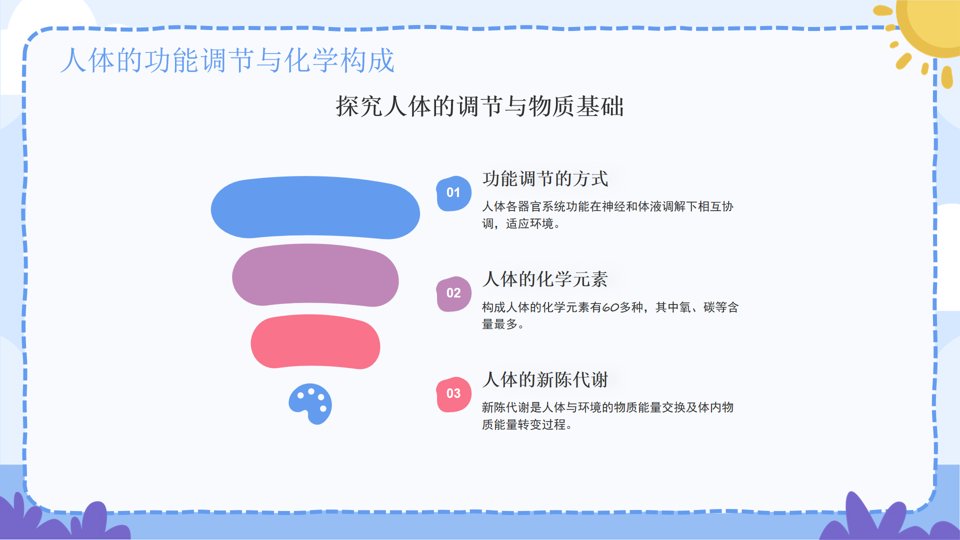 人体的功能调节与化学构成
探究人体的调节与物质基础
01
功能调节的方式
人体各器官系统功能在神经和体液调解下相互协
调，适应环境。
02
人体的化学元素
构成人体的化学元素有60多种，其中氧、碳等含
量最多。
03
人体的新陈代谢
新陈代谢是人体与环境的物质能量交换及体内物
质能量转变过程。